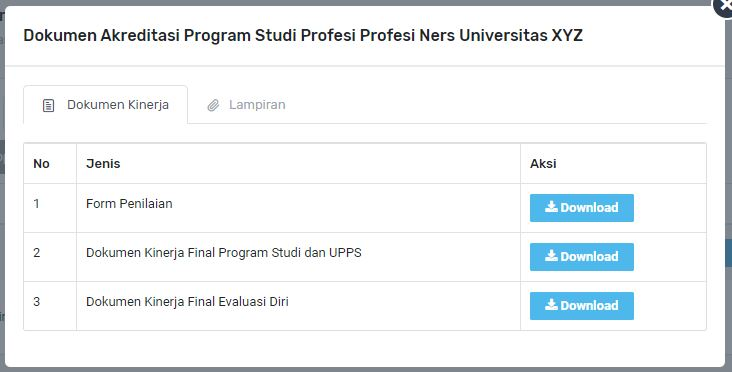 Dokumen Akreditasi Program Studi Profesi Profesi Ners Universitas XYZ
Dokumen Kinerja Lampiran
No Jenis Aksi
1 Form Penilaian Download
2 Dokumen Kinerja Final Program Studi dan UPPS Download
3 Dokumen Kinerja Final Evaluasi Diri Download